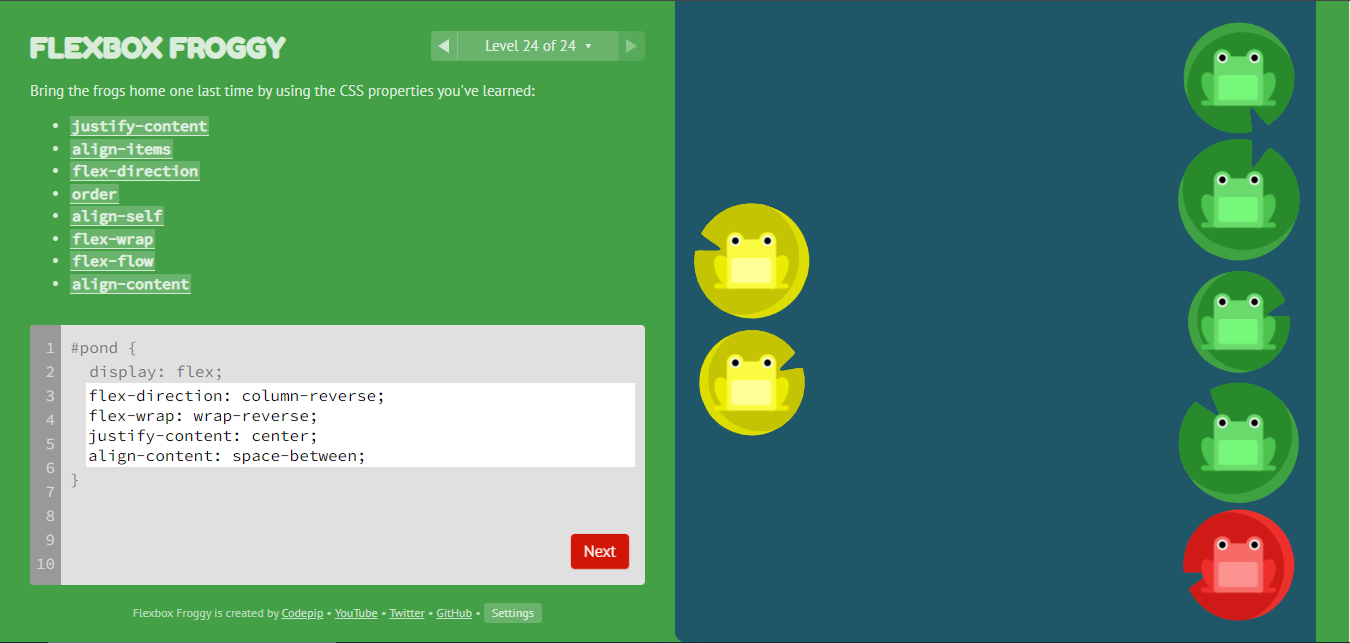 FLEXBOX FROGGY
◀ Level 24 of 24 ▾ ▶
Bring the frogs home one last time by using the CSS properties you've learned:
• justify-content
• align-items
• flex-direction
• order
• align-self
• flex-wrap
• flex-flow
• align-content
1 #pond {
2 display: flex;
3 flex-direction: column-reverse;
4 flex-wrap: wrap-reverse;
5 justify-content: center;
6 align-content: space-between;
7 }
8
9
10
Next
Flexbox Froggy is created by Codepip • YouTube • Twitter • GitHub • Settings